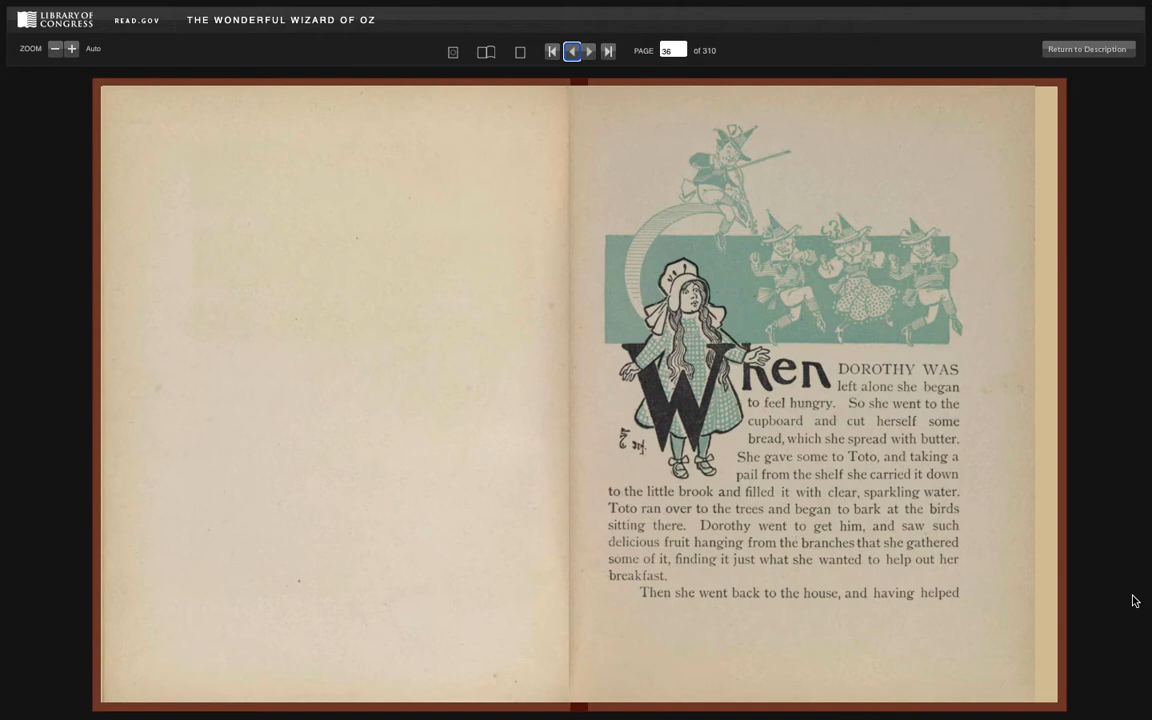 LIBRARY OF
CONGRESS
READ.GOV
THE WONDERFUL WIZARD OF OZ
ZOOM
Auto
PAGE 36 of 310
Return to Description
When DOROTHY WAS
left alone she began
to feel hungry. So she went to the
cupboard and cut herself some
bread, which she spread with butter.
She gave some to Toto, and taking a
pail from the shelf she carried it down
to the little brook and filled it with clear, sparkling water.
Toto ran over to the trees and began to bark at the birds
sitting there. Dorothy went to get him, and saw such
delicious fruit hanging from the branches that she gathered
some of it, finding it just what she wanted to help out her
breakfast.
Then she went back to the house, and having helped